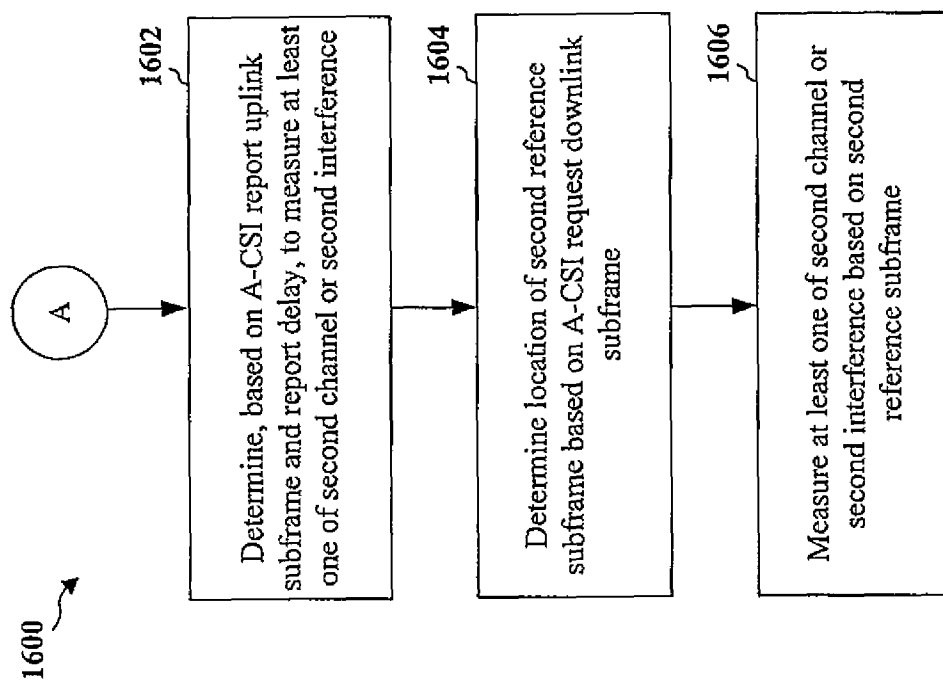 1600
A
1602
Determine, based on A-CSI report uplink
subframe and report delay, to measure at least
one of second channel or second interference
1604
Determine location of second reference
subframe based on A-CSI request downlink
subframe
1606
Measure at least one of second channel or
second interference based on second
reference subframe